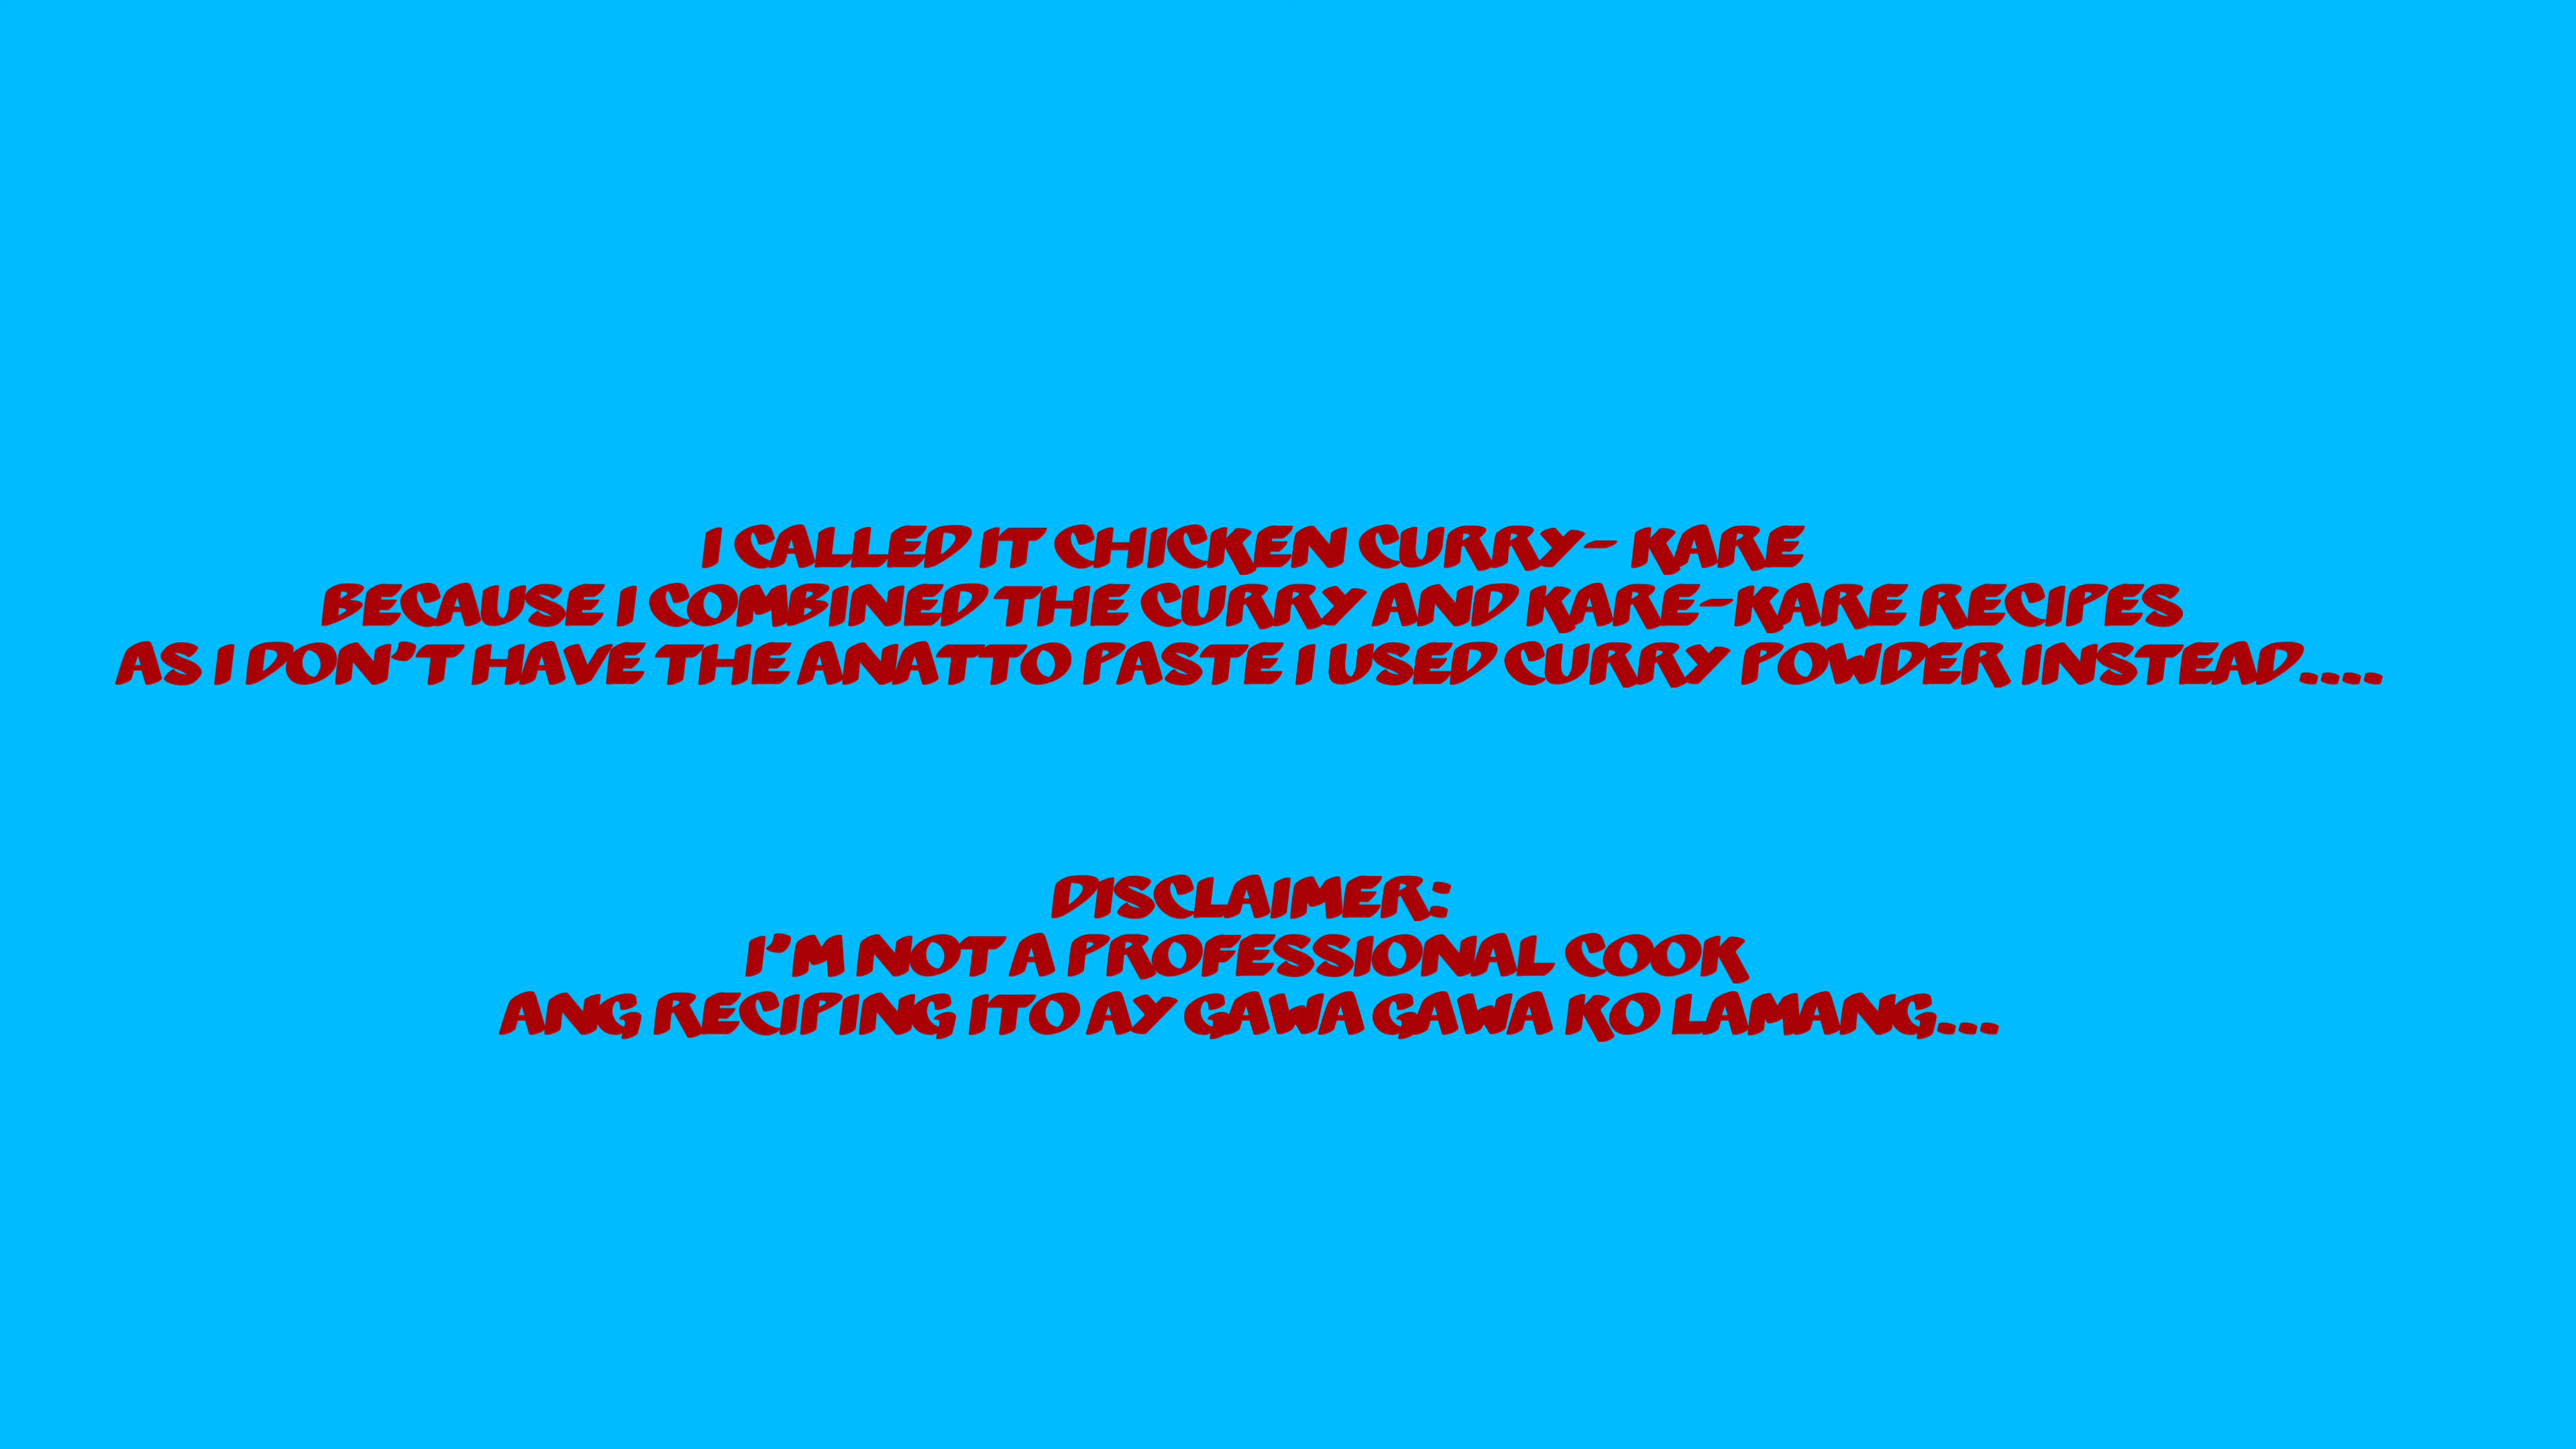 I CALLED IT CHICKEN CURRY- KARE
BECAUSE I COMBINED THE CURRY AND KARE-KARE RECIPES
AS I DON'T HAVE THE ANATTO PASTE I USED CURRY POWDER INSTEAD....
DISCLAIMER:
I'M NOT A PROFESSIONAL COOK
ANG RECIPING ITO AY GAWA GAWA KO LAMANG...